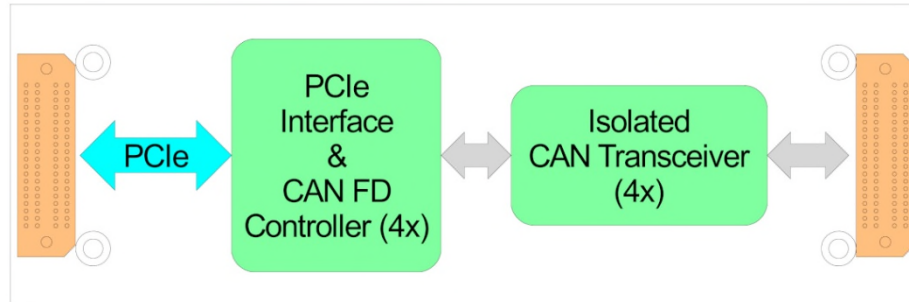 PCIe
PCIe
Interface
&
CAN FD
Controller (4x)
Isolated
CAN Transceiver
(4x)